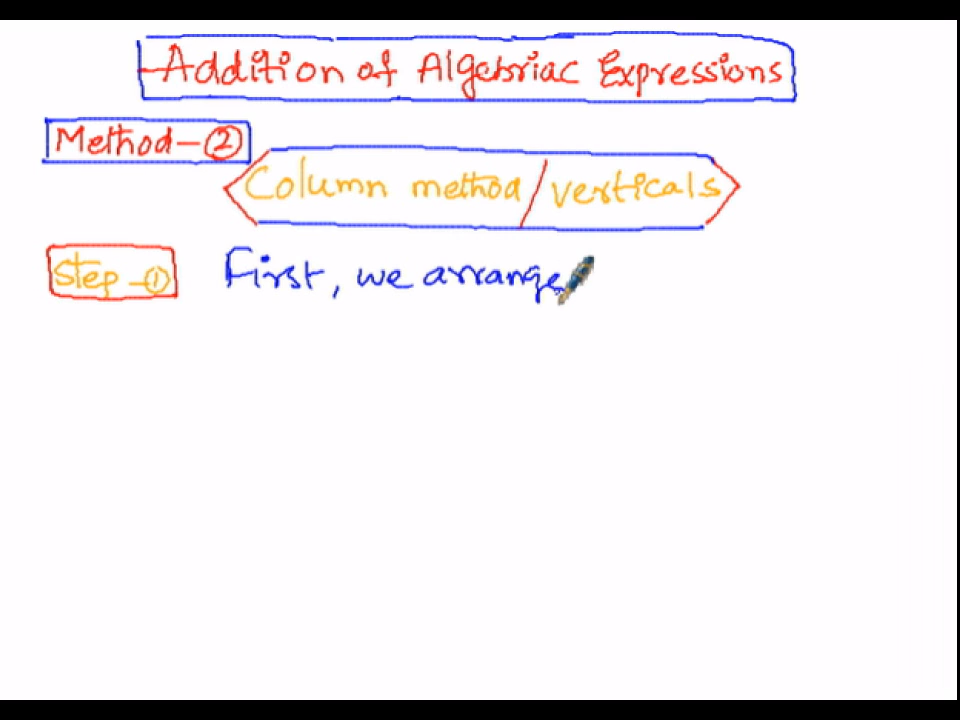 Addition of Algebriac Expressions
Method-②
Column method / verticals
Step-①
First, we arrange